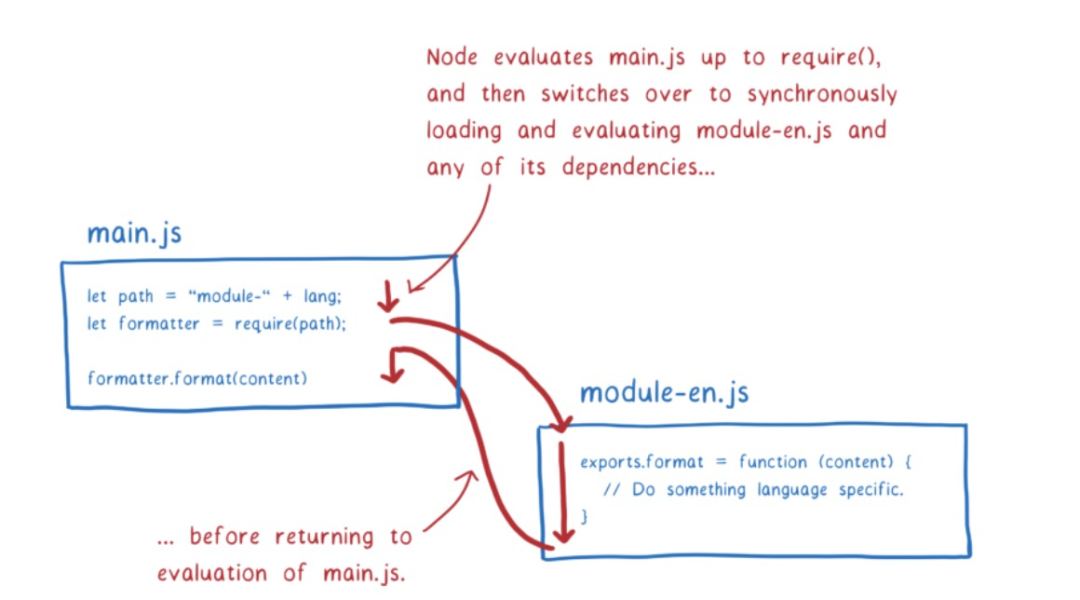 Node evaluates main.js up to require(),
and then switches over to synchronously
loading and evaluating module-en.js and
any of its dependencies...
main.js
let path = “module-“ + lang;
let formatter = require(path);
formatter.format(content)
module-en.js
exports.format = function (content) {
// Do something language specific.
}
... before returning to
evaluation of main.js.